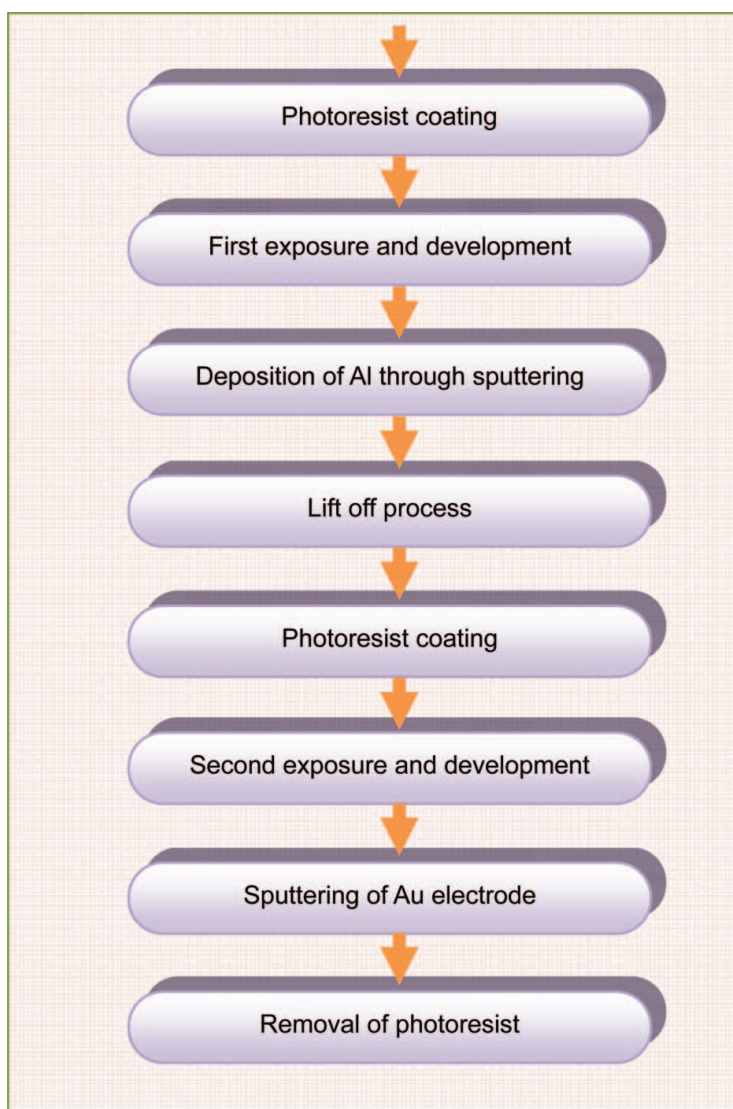 Photoresist coating
First exposure and development
Deposition of Al through sputtering
Lift off process
Photoresist coating
Second exposure and development
Sputtering of Au electrode
Removal of photoresist